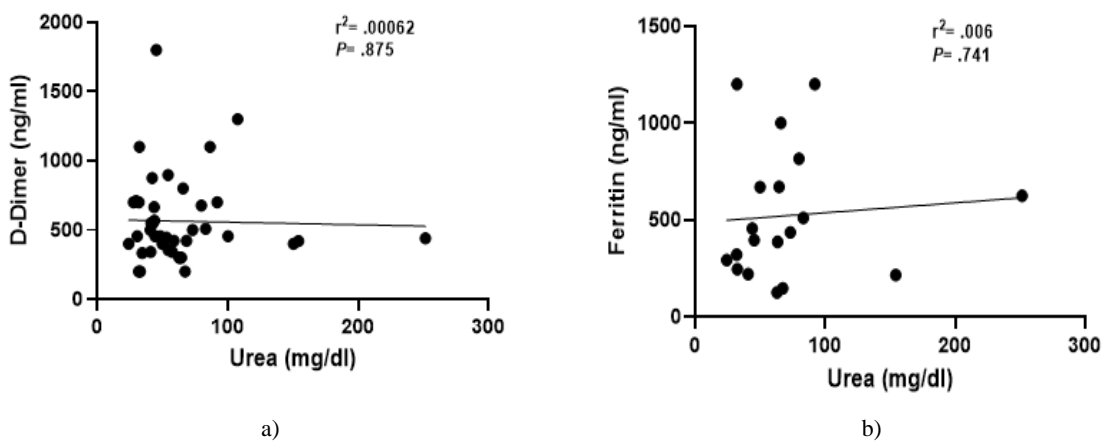 r²= .00062
P= .875
D-Dimer (ng/ml)
2000
1500
1000
500
0
0 100 200 300
Urea (mg/dl)
a)
r²= .006
P= .741
Ferritin (ng/ml)
1500
1000
500
0
0 100 200 300
Urea (mg/dl)
b)